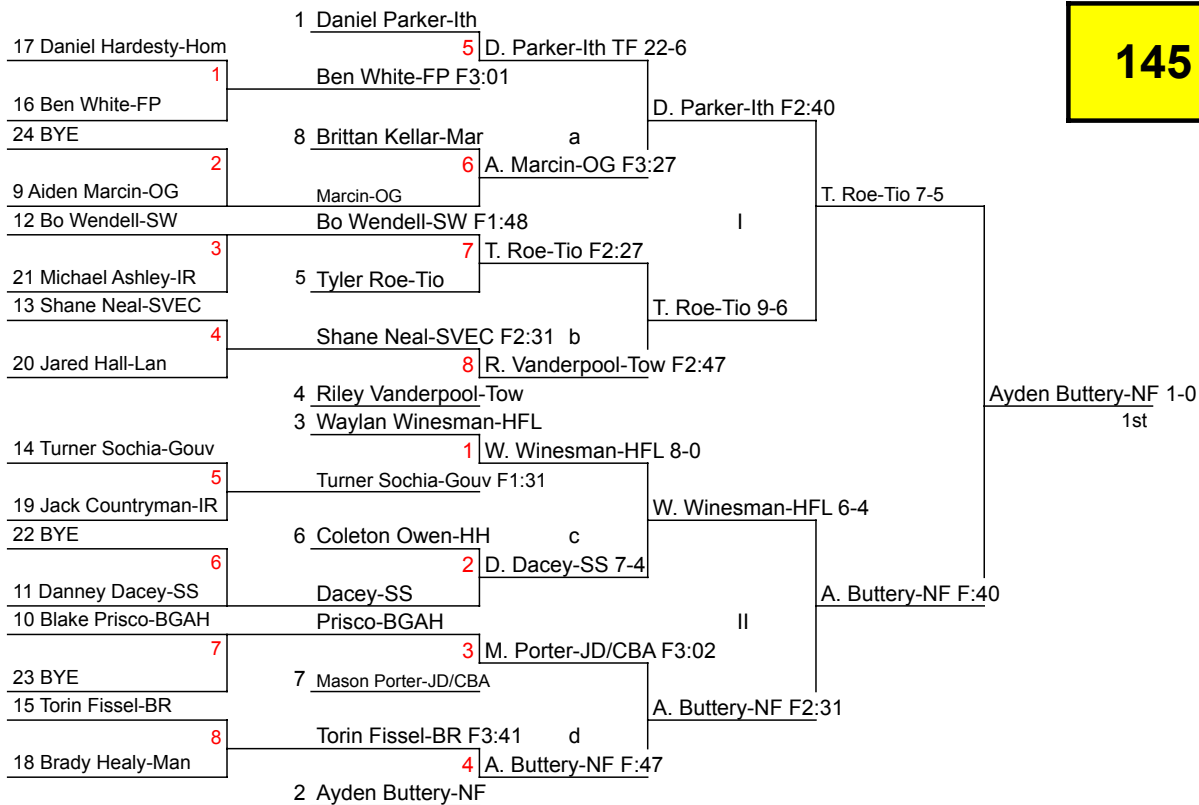 1 Daniel Parker-Ith
145
17 Daniel Hardesty-Hom
5 D. Parker-Ith TF 22-6
1
Ben White-FP F3:01
16 Ben White-FP
D. Parker-Ith F2:40
24 BYE
8 Brittan Kellar-Mar a
2
6 A. Marcin-OG F3:27
9 Aiden Marcin-OG
Marcin-OG
T. Roe-Tio 7-5
12 Bo Wendell-SW
Bo Wendell-SW F1:48
I
3
7 T. Roe-Tio F2:27
21 Michael Ashley-IR
5 Tyler Roe-Tio
13 Shane Neal-SVEC
T. Roe-Tio 9-6
4
Shane Neal-SVEC F2:31 b
20 Jared Hall-Lan
8 R. Vanderpool-Tow F2:47
4 Riley Vanderpool-Tow
Ayden Buttery-NF 1-0
1st
3 Waylan Winesman-HFL
14 Turner Sochia-Gouv
1 W. Winesman-HFL 8-0
5
Turner Sochia-Gouv F1:31
19 Jack Countryman-IR
W. Winesman-HFL 6-4
22 BYE
6 Coleton Owen-HH c
6
2 D. Dacey-SS 7-4
11 Danney Dacey-SS
Dacey-SS
A. Buttery-NF F:40
10 Blake Prisco-BGAH
Prisco-BGAH
II
7
3 M. Porter-JD/CBA F3:02
23 BYE
7 Mason Porter-JD/CBA
15 Torin Fissel-BR
A. Buttery-NF F2:31
8
Torin Fissel-BR F3:41 d
18 Brady Healy-Man
4 A. Buttery-NF F:47
2 Ayden Buttery-NF